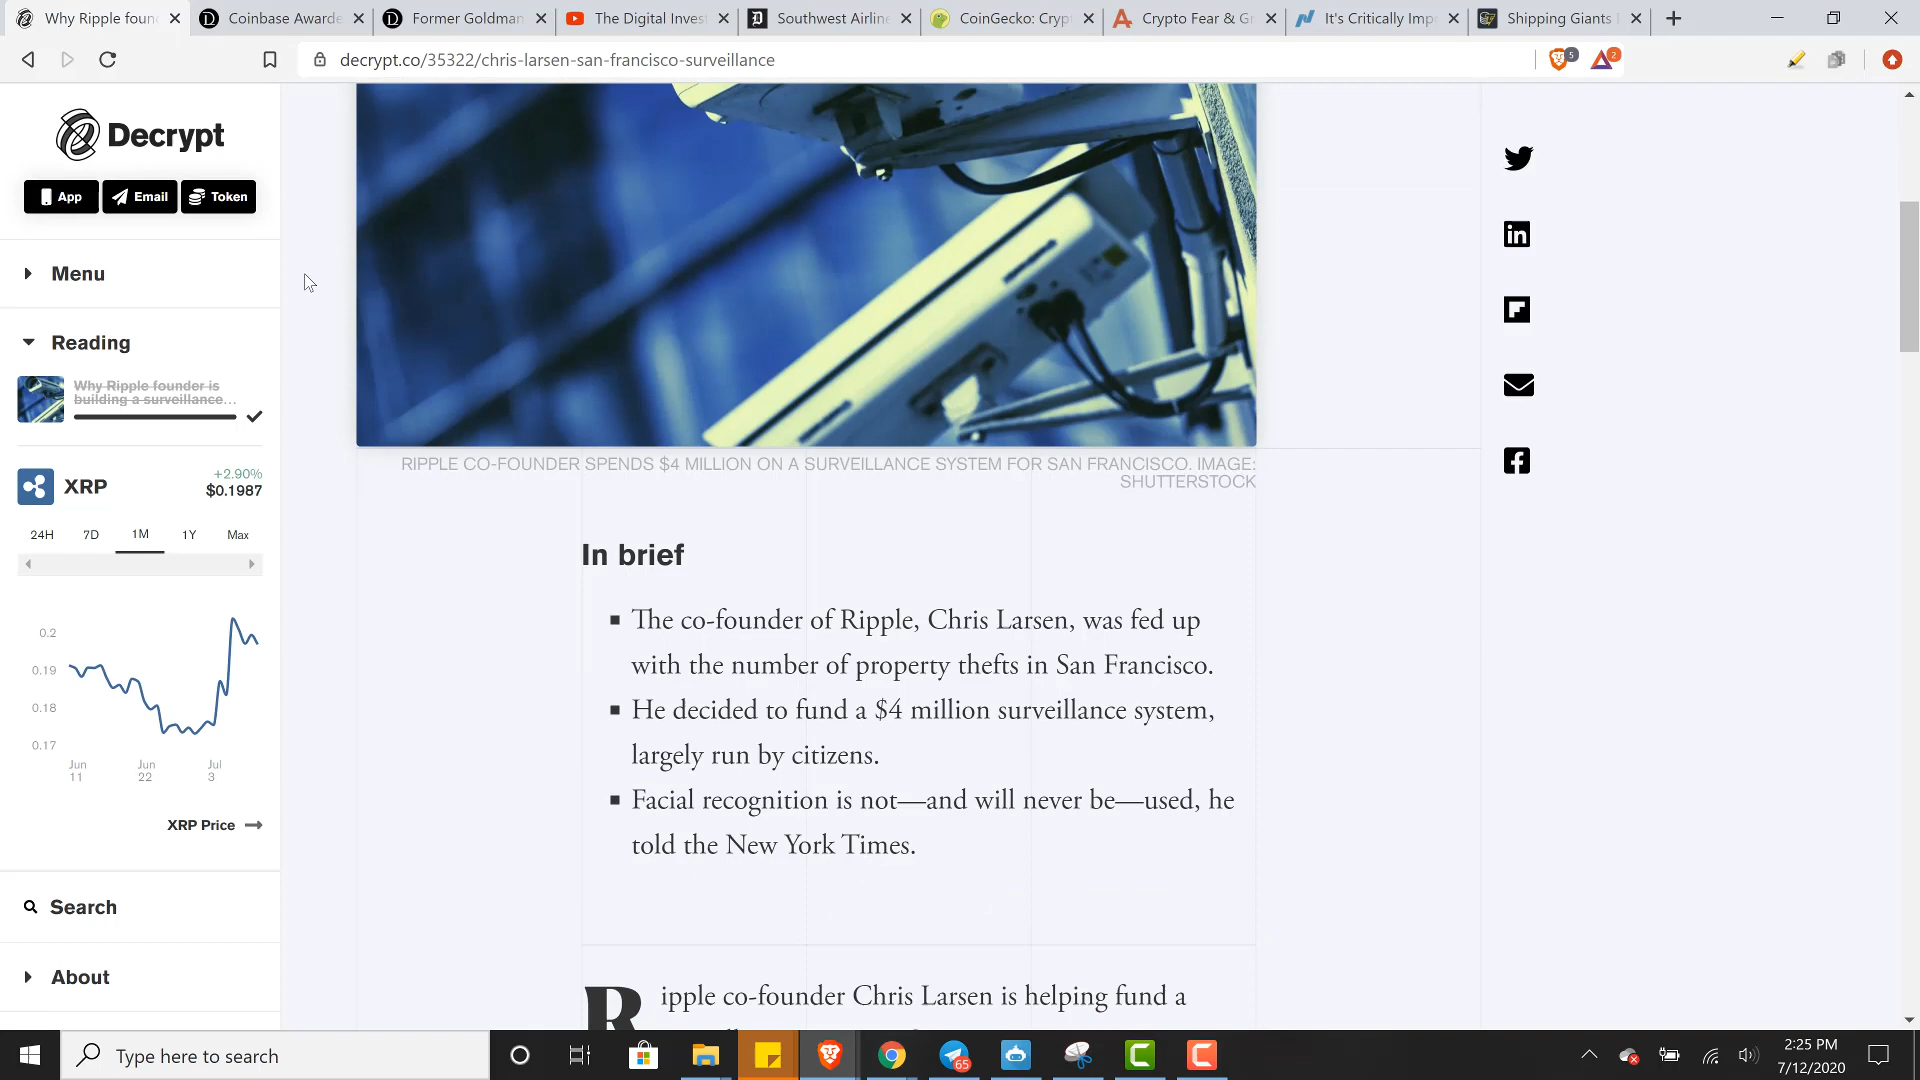 Why Ripple foun
Coinbase Awarde
Former Goldman
The Digital Inves
Southwest Airlin
CoinGecko: Cryp
Crypto Fear & Gr
It's Critically Imp
Shipping Giants
decrypt.co/35322/chris-larsen-san-francisco-surveillance
5
2
Decrypt
App
Email
Token
Menu
Reading
Why Ripple founder is
building a surveillance...
XRP
+2.90%
$0.1987
24H
7D
1M
1Y
Max
0.2
0.19
0.18
0.17
Jun
11
Jun
22
Jul
3
XRP Price
Search
About
RIPPLE CO-FOUNDER SPENDS $4 MILLION ON A SURVEILLANCE SYSTEM FOR SAN FRANCISCO. IMAGE:
SHUTTERSTOCK
In brief
The co-founder of Ripple, Chris Larsen, was fed up
with the number of property thefts in San Francisco.
He decided to fund a $4 million surveillance system,
largely run by citizens.
Facial recognition is not—and will never be—used, he
told the New York Times.
Ripple co-founder Chris Larsen is helping fund a
Type here to search
65
2:25 PM
7/12/2020